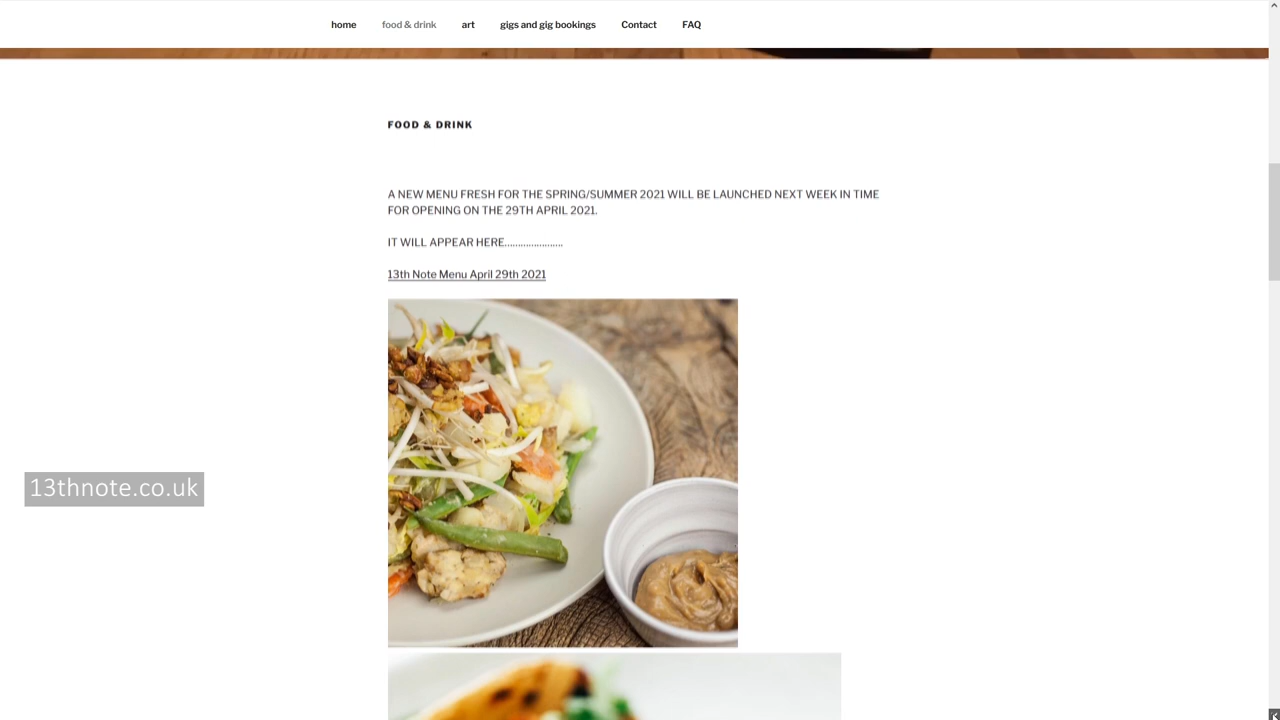 home food & drink art gigs and gig bookings Contact FAQ
FOOD & DRINK
A NEW MENU FRESH FOR THE SPRING/SUMMER 2021 WILL BE LAUNCHED NEXT WEEK IN TIME
FOR OPENING ON THE 29TH APRIL 2021.
IT WILL APPEAR HERE......................
13th Note Menu April 29th 2021
13thnote.co.uk